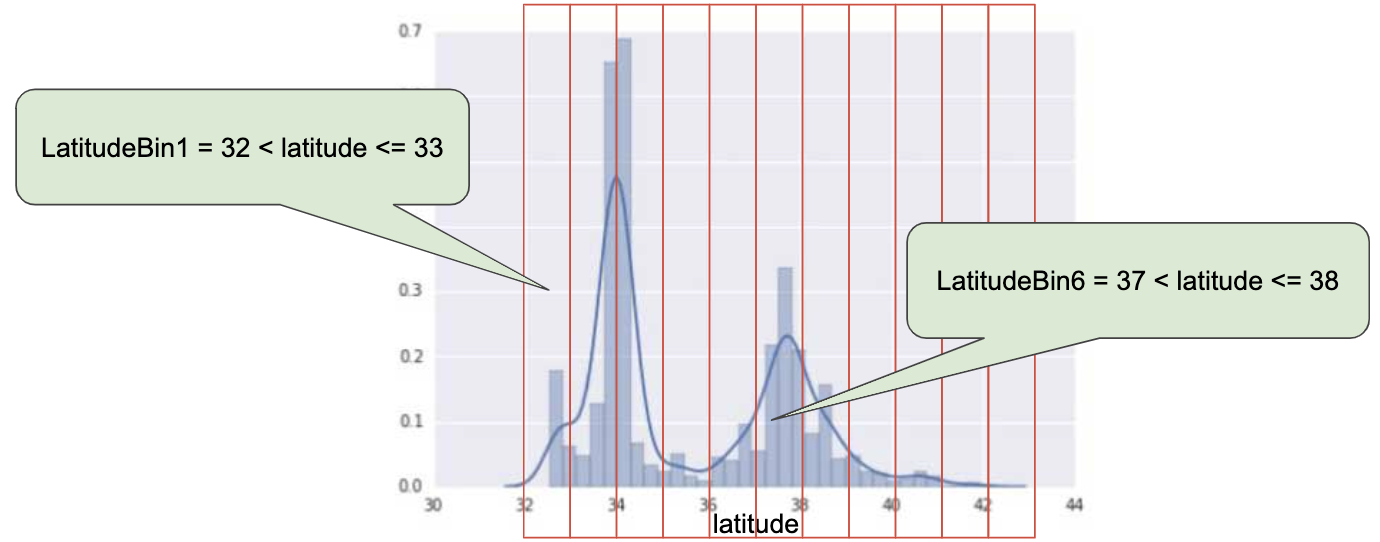 0.7
LatitudeBin1 = 32 < latitude <= 33
LatitudeBin6 = 37 < latitude <= 38
0.3
0.2
0.1
0.0
30 32 34 36 38 40 42 44
latitude